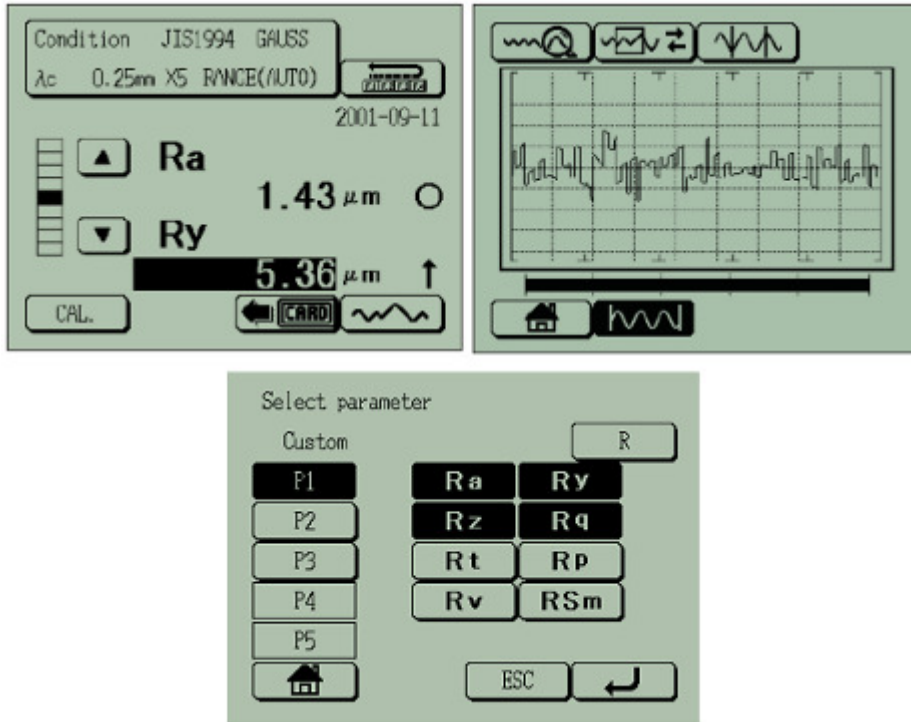 Condition JIS1994 GAUSS
λc 0.25mm X5 RANGE(AUTO)
2001-09-11
Ra
1.43 μm
Ry
5.36 μm
CAL.
CARD
Select parameter
Custom R
P1 Ra Ry
P2 Rz Rq
P3 Rt Rp
P4 Rv RSm
P5
ESC